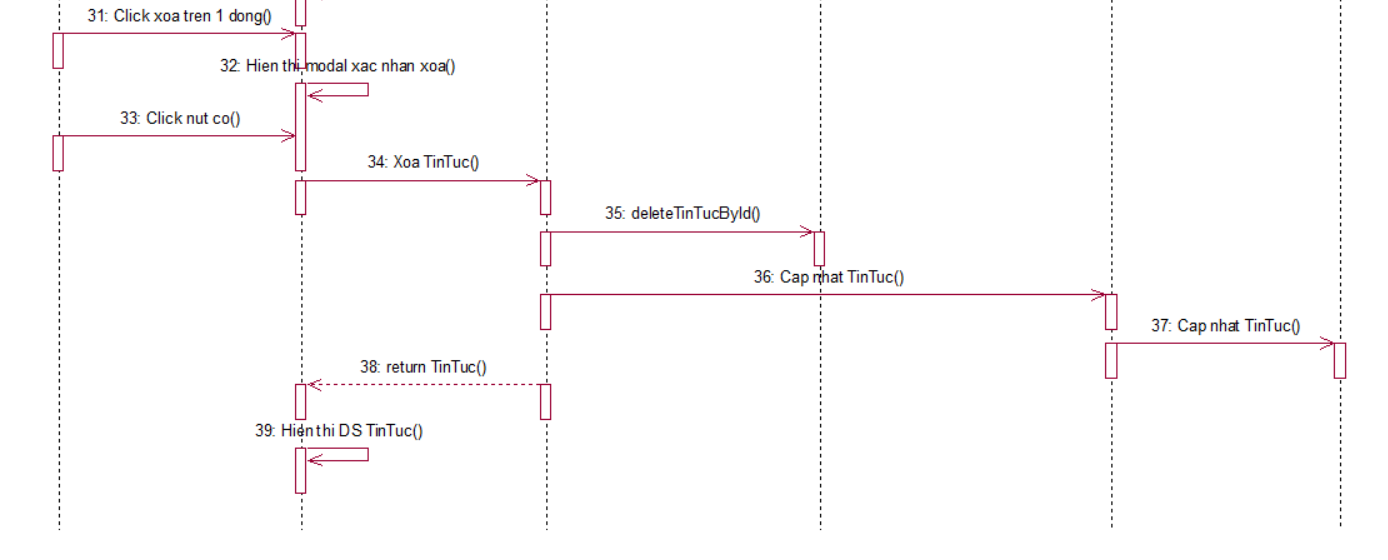 31: Click xoa tren 1 dong()
32: Hien thi modal xac nhan xoa()
33: Click nut co()
34: Xoa TinTuc()
35: deleteTinTucById()
36: Cap nhat TinTuc()
37: Cap nhat TinTuc()
38: return TinTuc()
39: Hien thi DS TinTuc()